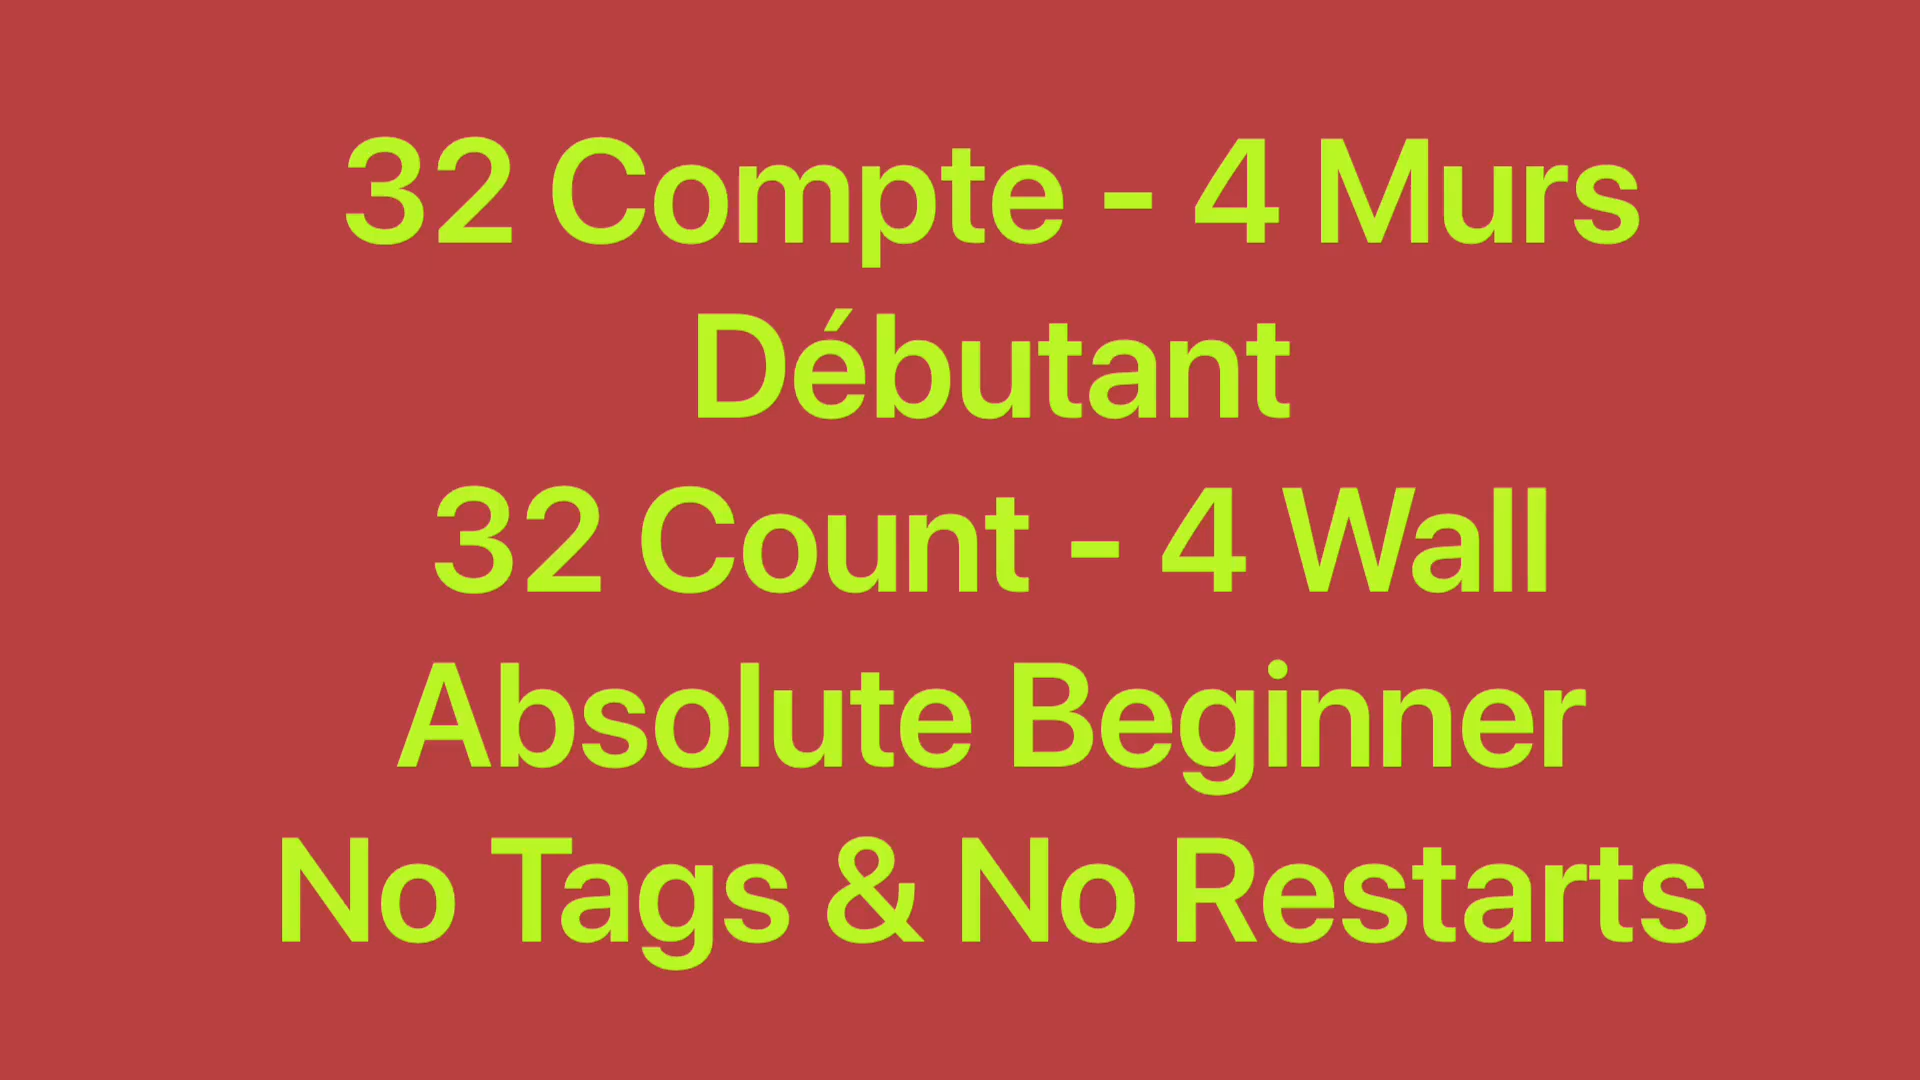 32 Compte - 4 Murs
Débutant
32 Count - 4 Wall
Absolute Beginner
No Tags & No Restarts